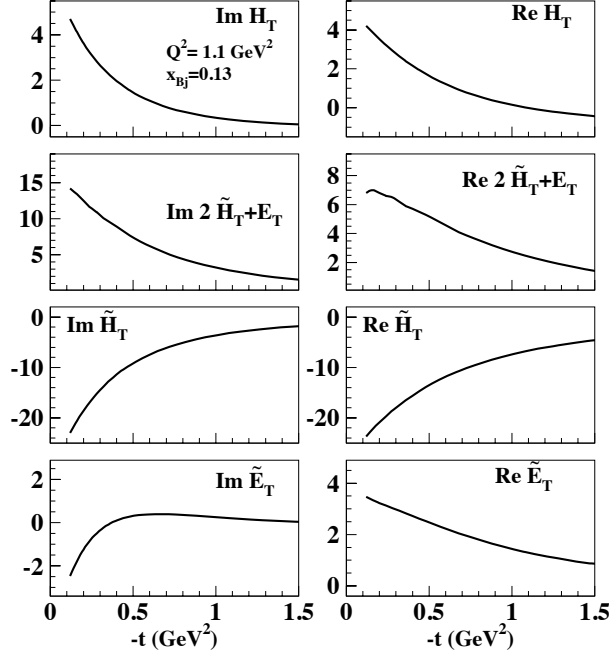 Im H_T
Q^2= 1.1 GeV^2
x_Bj=0.13
4
2
0
Re H_T
4
2
0
Im 2 H̃_T+E_T
15
10
5
Re 2 H̃_T+E_T
8
6
4
2
0
Im H̃_T
0
-10
-20
Re H̃_T
0
-10
-20
Im Ẽ_T
2
0
-2
0 0.5 1 1.5
-t (GeV^2)
Re Ẽ_T
4
2
0
0 0.5 1 1.5
-t (GeV^2)